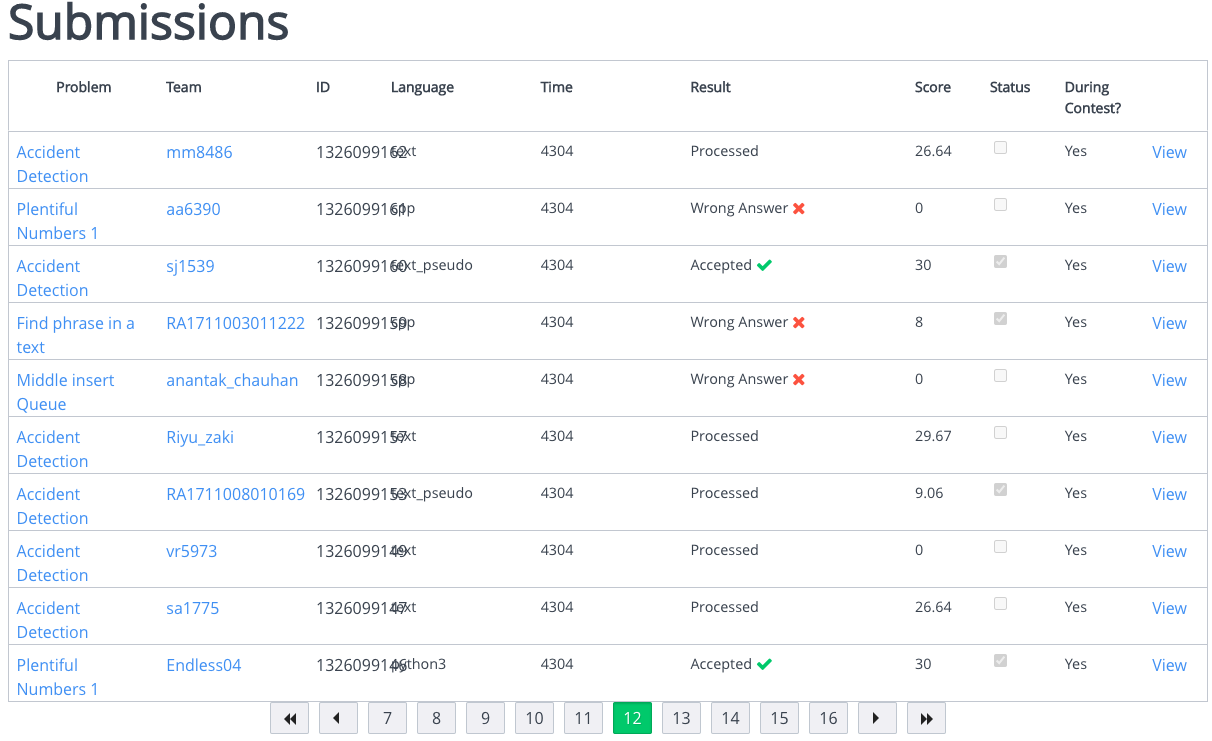 Submissions
Problem Team ID Language Time Result Score Status During Contest?
Accident Detection mm8486 1326099162 text 4304 Processed 26.64 Yes View
Plentiful Numbers 1 aa6390 1326099161 cpp 4304 Wrong Answer 0 Yes View
Accident Detection sj1539 1326099160 text_pseudo 4304 Accepted 30 Yes View
Find phrase in a text RA1711003011222 1326099159 cpp 4304 Wrong Answer 8 Yes View
Middle insert Queue anantak_chauhan 1326099158 cpp 4304 Wrong Answer 0 Yes View
Accident Detection Riyu_zaki 1326099157 text 4304 Processed 29.67 Yes View
Accident Detection RA1711008010169 1326099153 text_pseudo 4304 Processed 9.06 Yes View
Accident Detection vr5973 1326099149 text 4304 Processed 0 Yes View
Accident Detection sa1775 1326099147 text 4304 Processed 26.64 Yes View
Plentiful Numbers 1 Endless04 1326099146 python3 4304 Accepted 30 Yes View
7 8 9 10 11 12 13 14 15 16